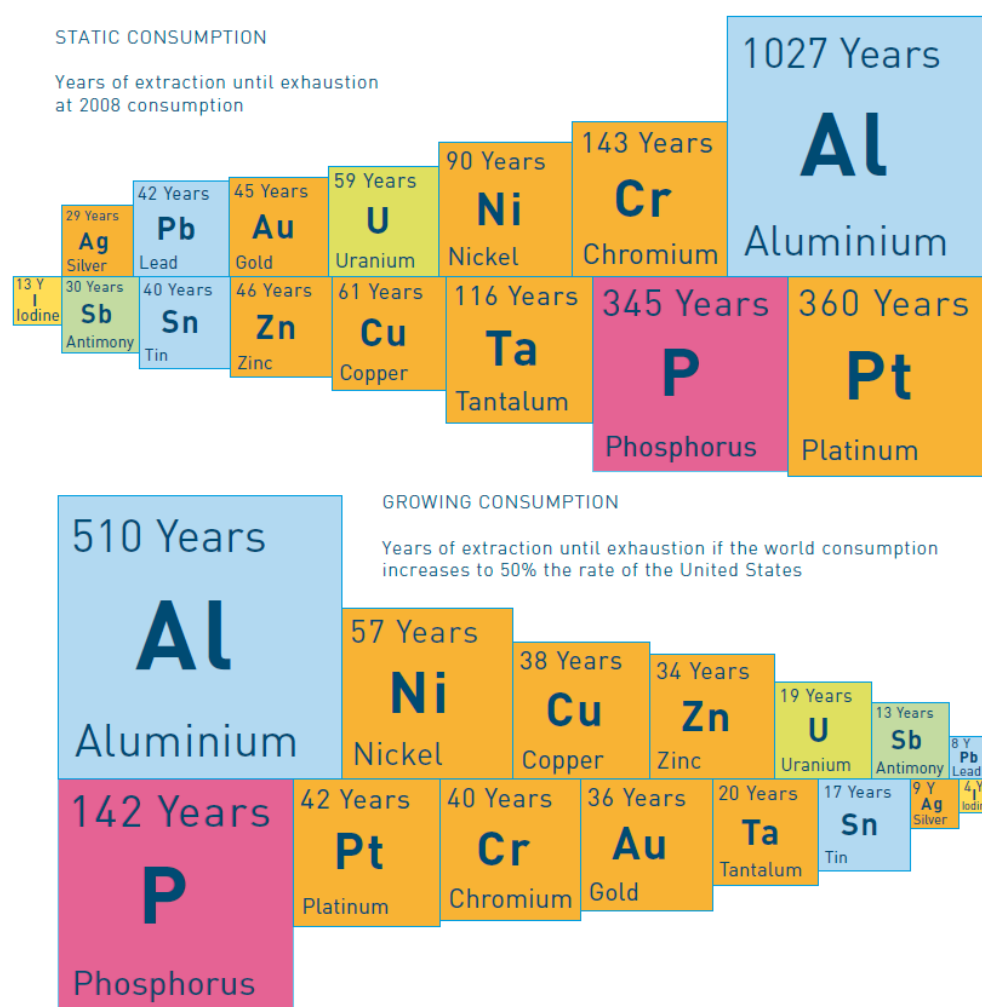 STATIC CONSUMPTION
Years of extraction until exhaustion
at 2008 consumption
29 Years
Ag
Silver
42 Years
Pb
Lead
45 Years
Au
Gold
59 Years
U
Uranium
90 Years
Ni
Nickel
143 Years
Cr
Chromium
1027 Years
Al
Aluminium
13 Y
I
Iodine
30 Years
Sb
Antimony
40 Years
Sn
Tin
46 Years
Zn
Zinc
61 Years
Cu
Copper
116 Years
Ta
Tantalum
345 Years
P
Phosphorus
360 Years
Pt
Platinum
GROWING CONSUMPTION
Years of extraction until exhaustion if the world consumption
increases to 50% the rate of the United States
510 Years
Al
Aluminium
57 Years
Ni
Nickel
38 Years
Cu
Copper
34 Years
Zn
Zinc
19 Years
U
Uranium
13 Years
Sb
Antimony
8 Y
Pb
Lead
142 Years
P
Phosphorus
42 Years
Pt
Platinum
40 Years
Cr
Chromium
36 Years
Au
Gold
20 Years
Ta
Tantalum
17 Years
Sn
Tin
9 Y
Ag
Silver
4 Y
I
Iodin